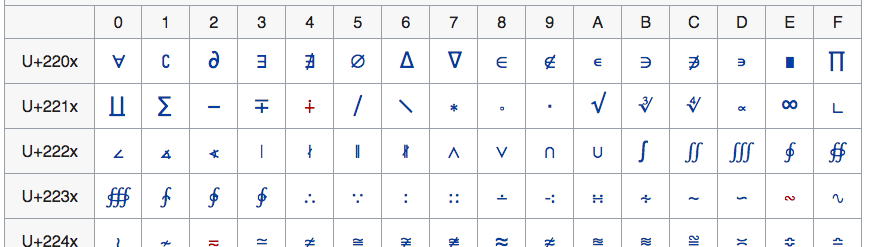 0 1 2 3 4 5 6 7 8 9 A B C D E F
U+220x ∀ ∁ ∂ ∃ ∄ ∅ ∆ ∇ ∈ ∉ ∊ ∋ ∌ ∍ ∎ ∏
U+221x ∐ ∑ − ∓ ∔ ∕ ∖ ∗ ∘ ∙ √ ∛ ∜ ∝ ∞ ∟
U+222x ∠ ∡ ∢ ∣ ∤ ∥ ∦ ∧ ∨ ∩ ∪ ∫ ∬ ∭ ∮ ∯
U+223x ∰ ∱ ∲ ∳ ∴ ∵ ∶ ∷ ∸ ∹ ∺ ∻ ∼ ∽ ∾ ∿
U+224x ≀ ≁ ≂ ≃ ≄ ≅ ≆ ≇ ≈ ≉ ≊ ≋ ≌ ≍ ≎ ≏